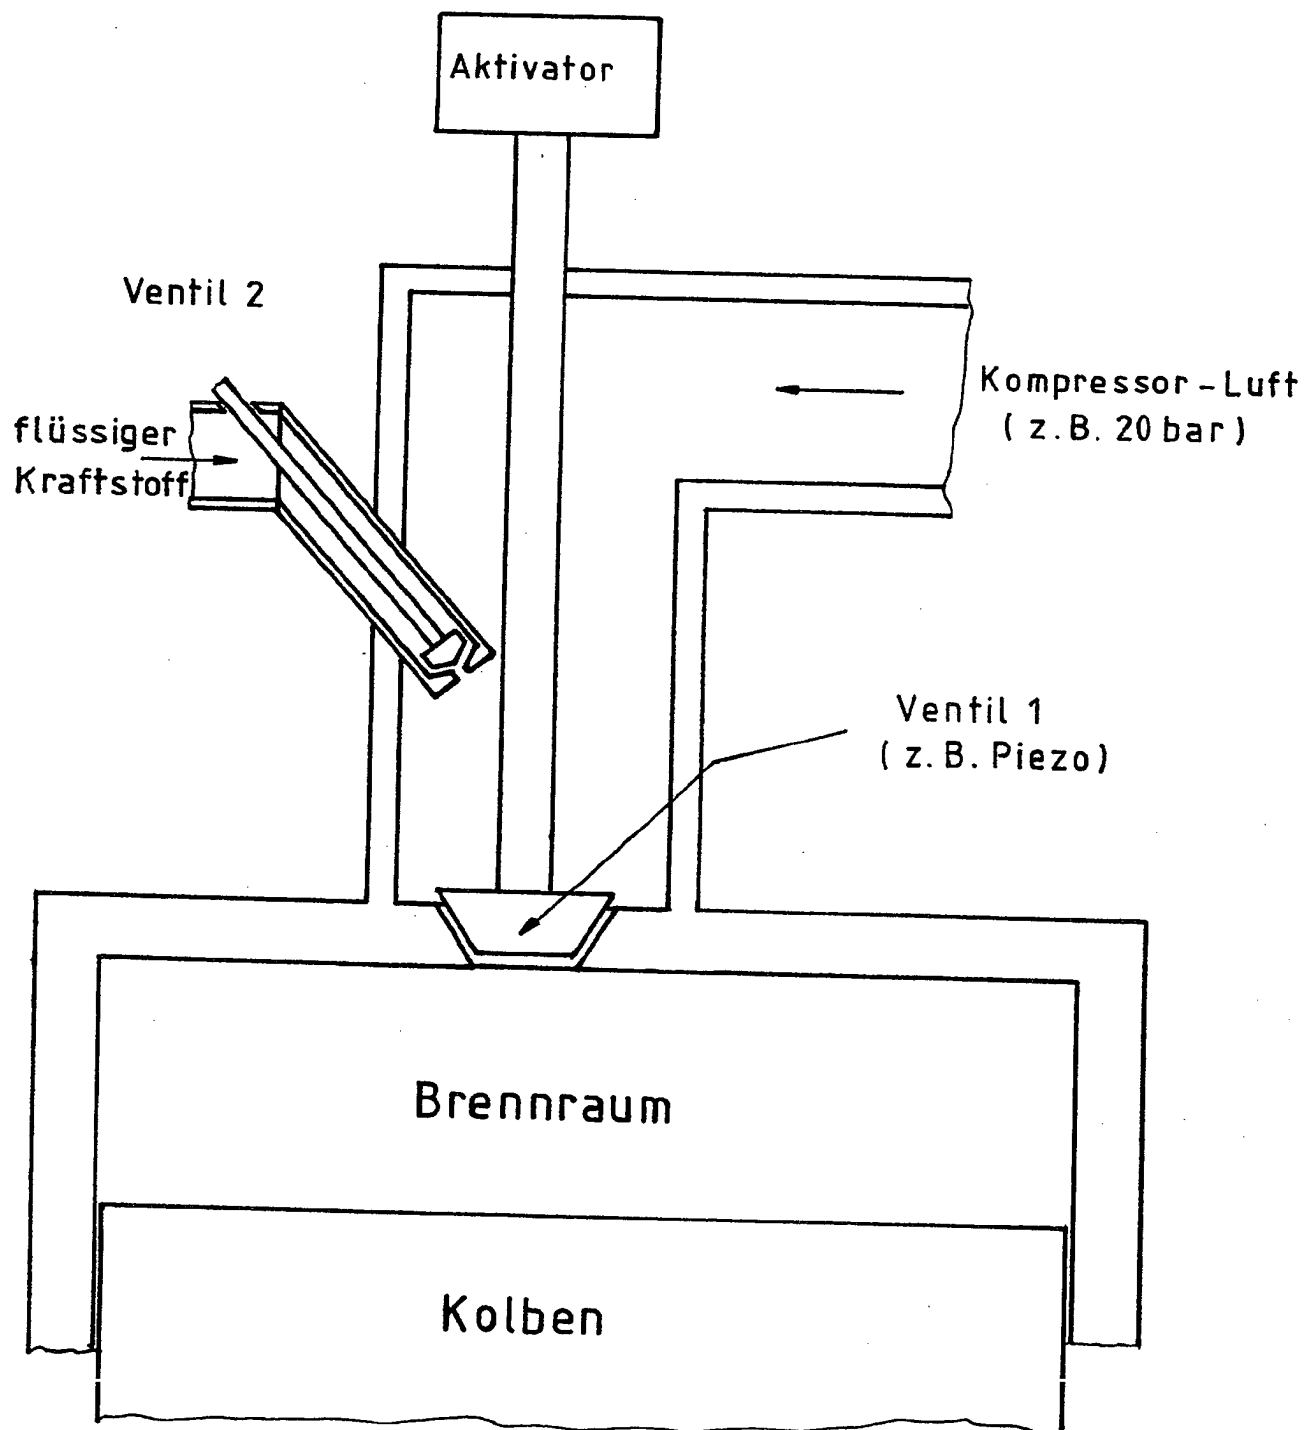 Aktivator
Ventil 2
Kompressor-Luft
(z.B. 20 bar)
flüssiger
Kraftstoff
Ventil 1
(z.B. Piezo)
Brennraum
Kolben